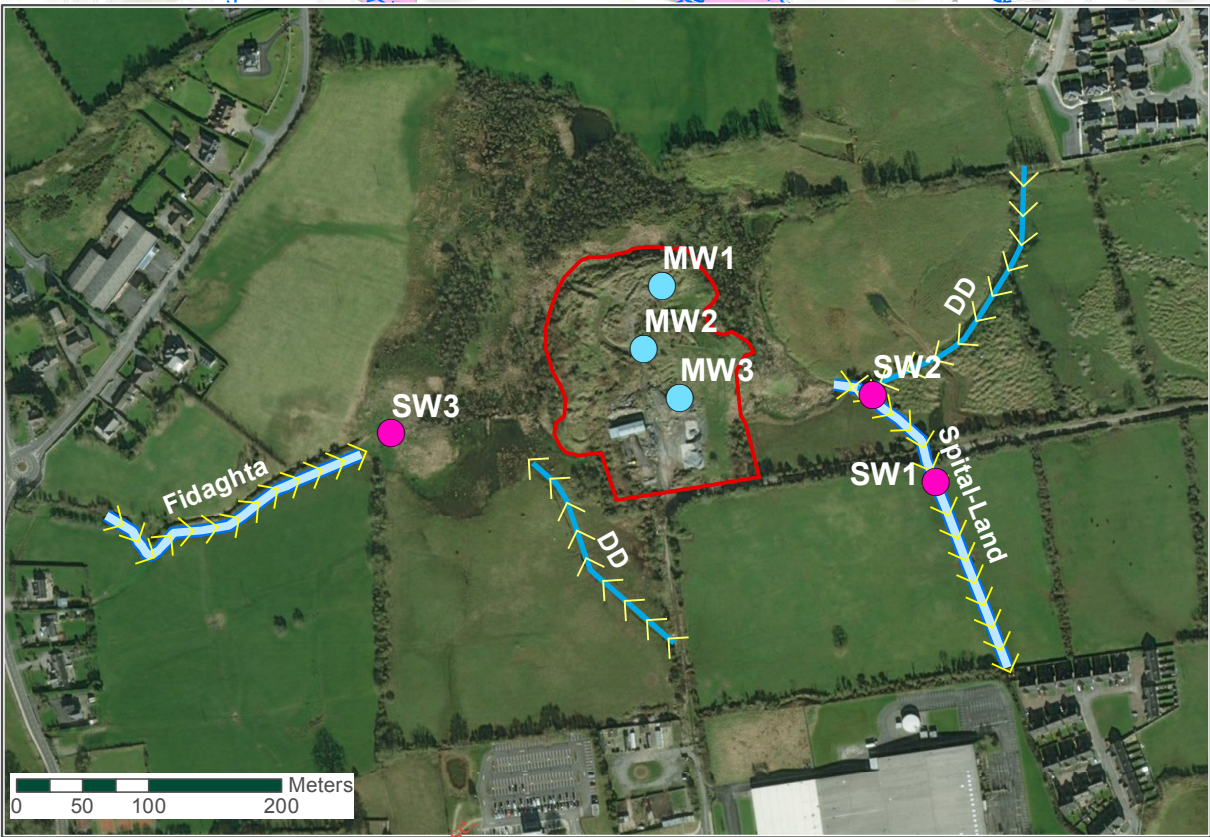 MW1
DD
MW2
MW3
SW2
SW3
Spital-Land
Fidaghta
SW1
DD
Meters
0 50 100 200